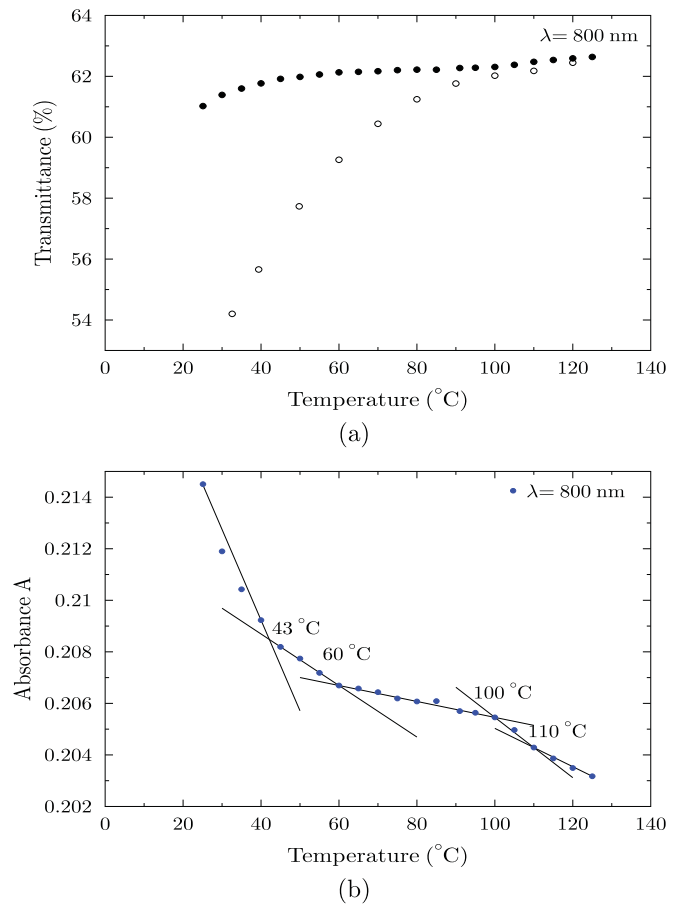 64
62
60
58
56
54
Transmittance (%)
λ= 800 nm
0 20 40 60 80 100 120 140
Temperature (°C)
(a)
0.214
0.212
0.21
0.208
0.206
0.204
0.202
Absorbance A
λ= 800 nm
43 °C
60 °C
100 °C
110 °C
0 20 40 60 80 100 120 140
Temperature (°C)
(b)